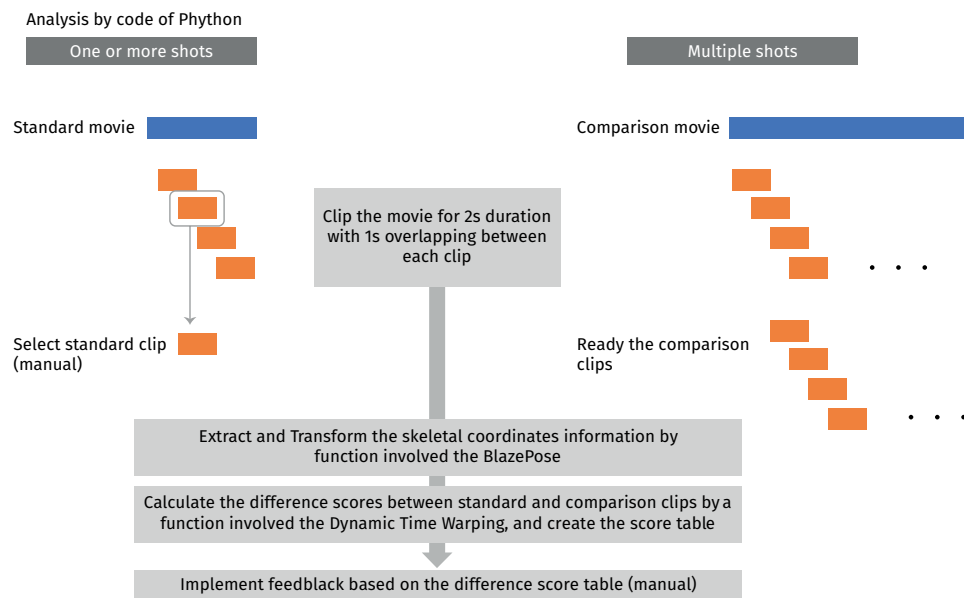 Analysis by code of Phython
One or more shots
Multiple shots
Standard movie
Comparison movie
Clip the movie for 2s duration
with 1s overlapping between
each clip
Select standard clip
(manual)
Ready the comparison
clips
Extract and Transform the skeletal coordinates information by
function involved the BlazePose
Calculate the difference scores between standard and comparison clips by a
function involved the Dynamic Time Warping, and create the score table
Implement feedblack based on the difference score table (manual)